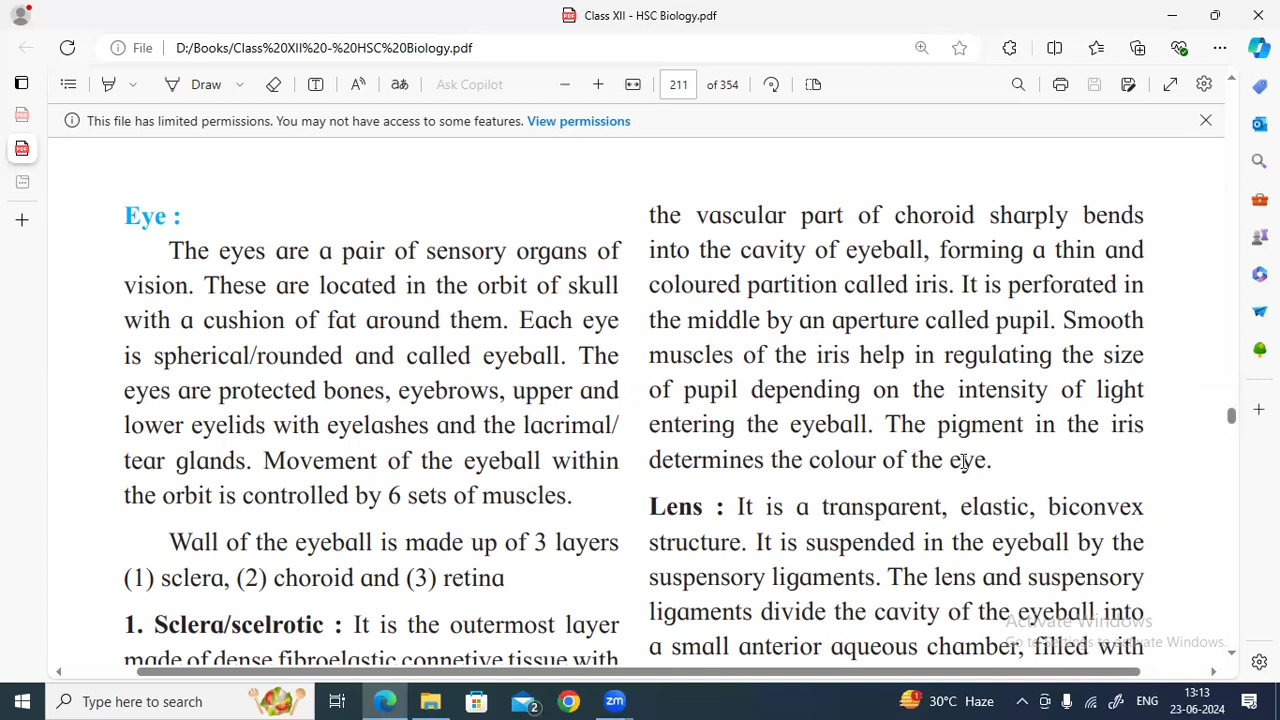 Class XII - HSC Biology.pdf
File
D:/Books/Class%20XII%20-%20HSC%20Biology.pdf
Draw
Ask Copilot
211
of 354
This file has limited permissions. You may not have access to some features. View permissions
Eye :
The eyes are a pair of sensory organs of
vision. These are located in the orbit of skull
with a cushion of fat around them. Each eye
is spherical/rounded and called eyeball. The
eyes are protected bones, eyebrows, upper and
lower eyelids with eyelashes and the lacrimal/
tear glands. Movement of the eyeball within
the orbit is controlled by 6 sets of muscles.
Wall of the eyeball is made up of 3 layers
(1) sclera, (2) choroid and (3) retina
1. Sclera/scelrotic : It is the outermost layer
made of dense fibroelastic connetive tissue with
the vascular part of choroid sharply bends
into the cavity of eyeball, forming a thin and
coloured partition called iris. It is perforated in
the middle by an aperture called pupil. Smooth
muscles of the iris help in regulating the size
of pupil depending on the intensity of light
entering the eyeball. The pigment in the iris
determines the colour of the eye.
Lens : It is a transparent, elastic, biconvex
structure. It is suspended in the eyeball by the
suspensory ligaments. The lens and suspensory
ligaments divide the cavity of the eyeball into
a small anterior aqueous chamber, filled with
Activate Windows
Go to Settings to activate Windows.
Type here to search
2
30°C Haze
ENG
13:13
23-06-2024